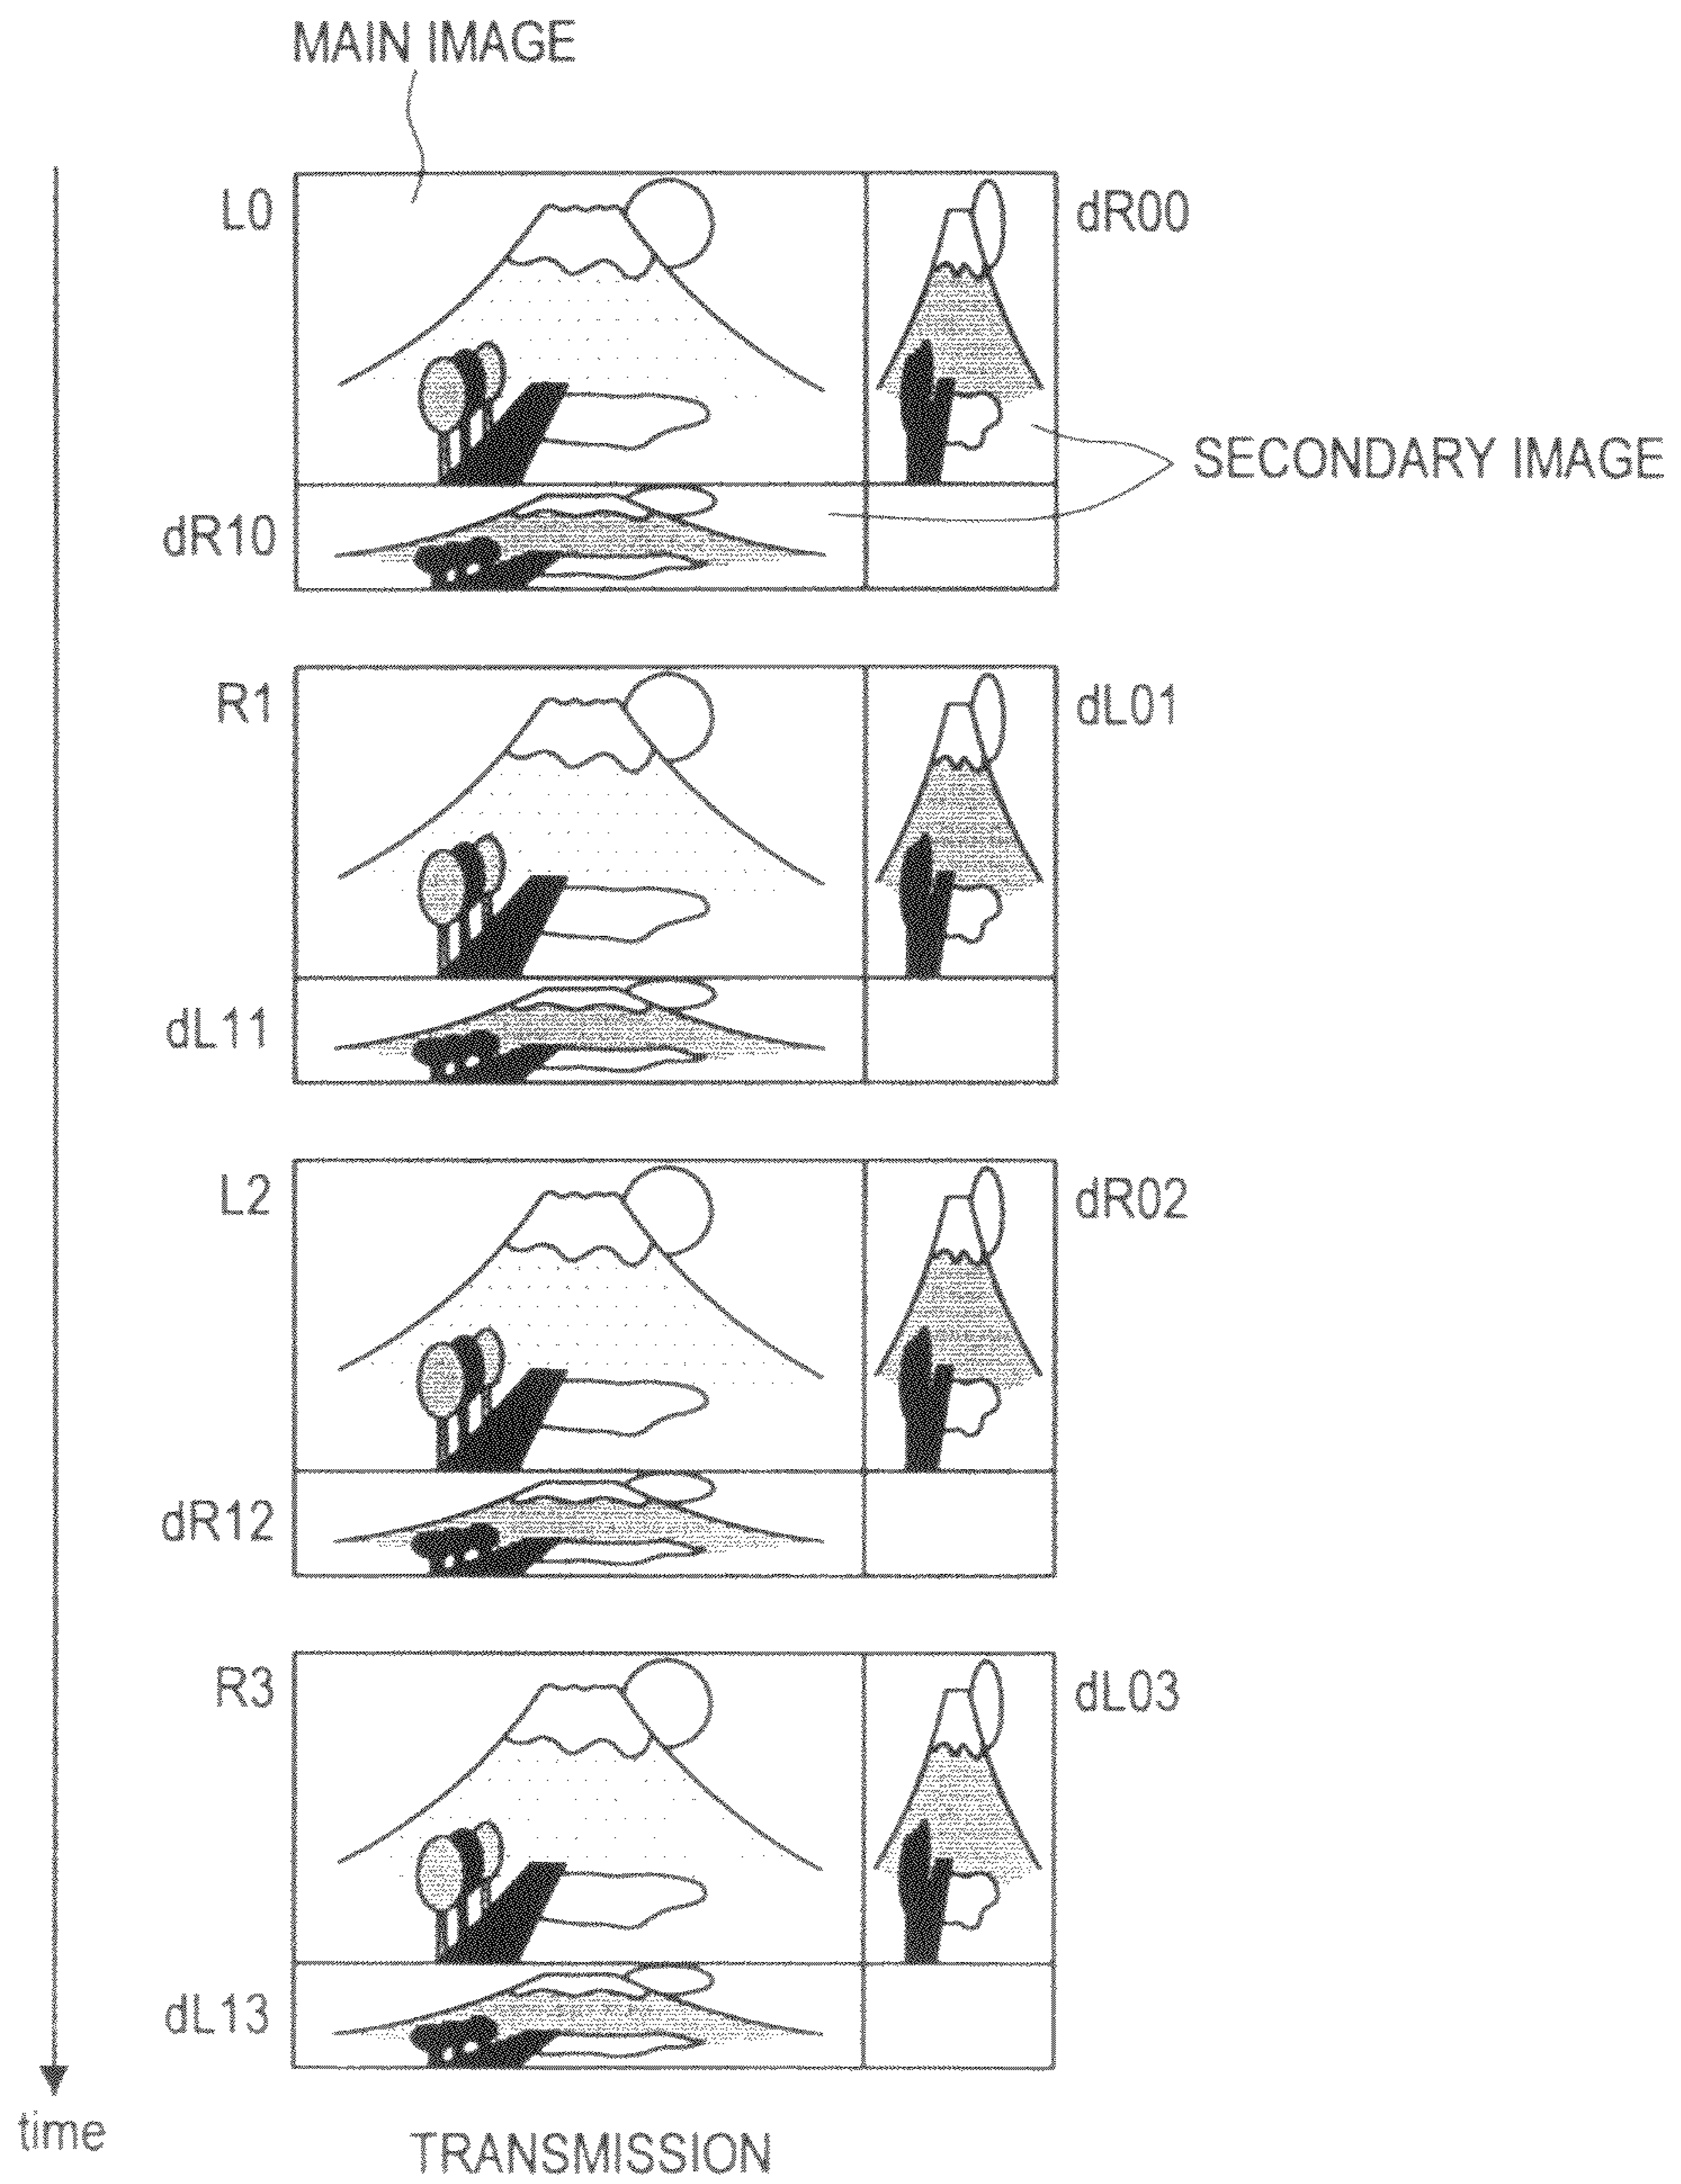 MAIN IMAGE
L0
dR00
SECONDARY IMAGE
dR10
R1
dL01
dL11
L2
dR02
dR12
R3
dL03
dL13
time
TRANSMISSION